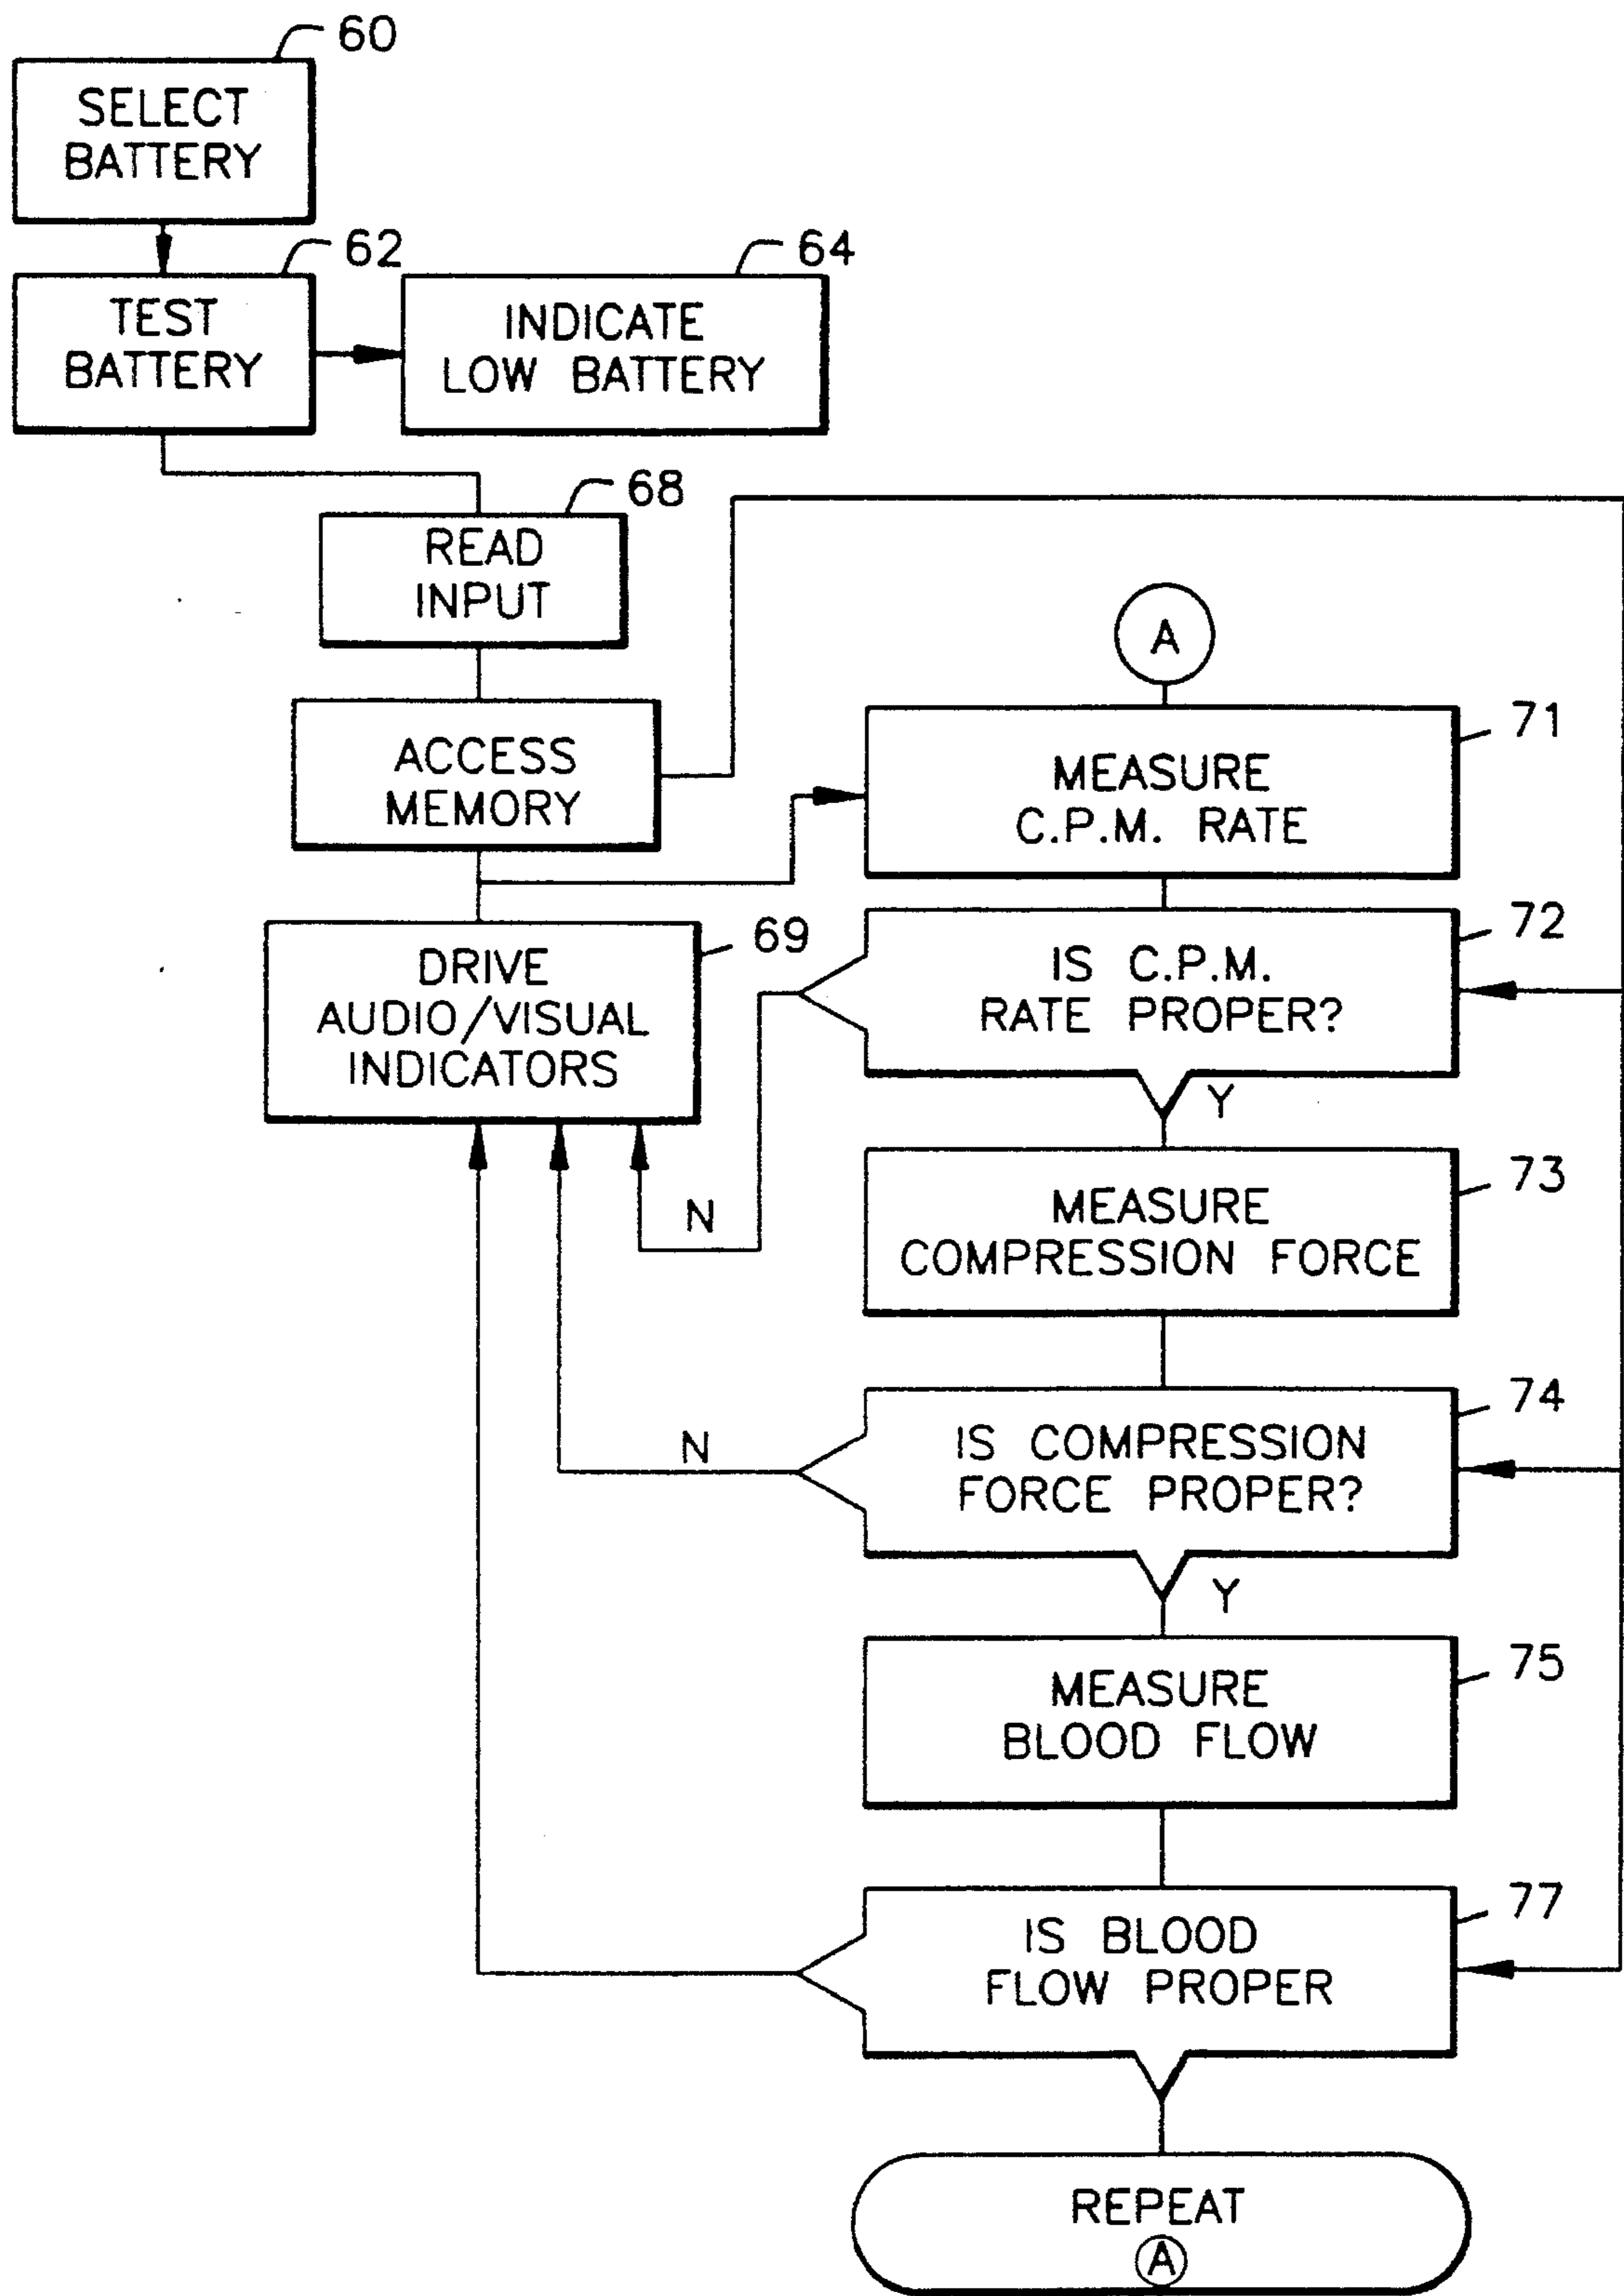 60
SELECT
BATTERY
62
TEST
BATTERY
64
INDICATE
LOW BATTERY
68
READ
INPUT
ACCESS
MEMORY
69
DRIVE
AUDIO/VISUAL
INDICATORS
A
71
MEASURE
C.P.M. RATE
72
IS C.P.M.
RATE PROPER?
N
Y
73
MEASURE
COMPRESSION FORCE
74
IS COMPRESSION
FORCE PROPER?
N
Y
75
MEASURE
BLOOD FLOW
77
IS BLOOD
FLOW PROPER
REPEAT
A